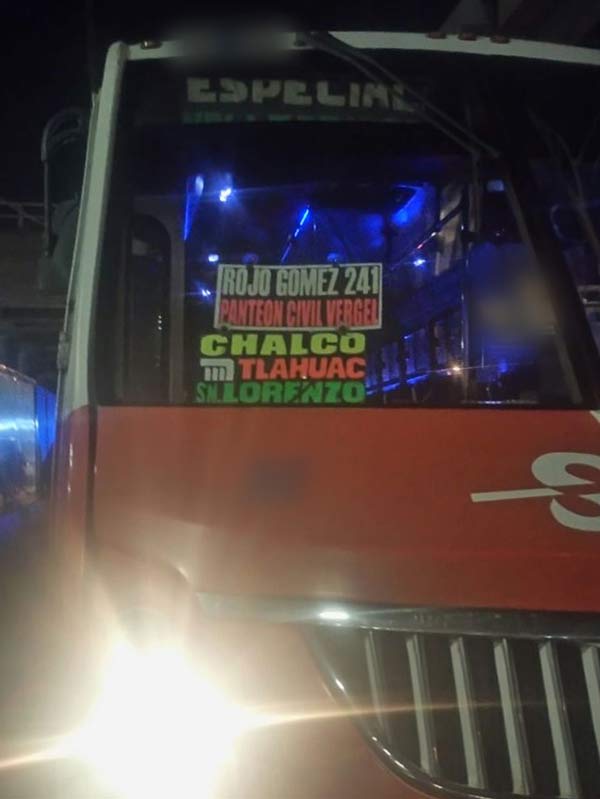 ESPECIAL
ROJO GOMEZ 241
PANTEON CIVIL VERGEL
CHALCO
m TLAHUAC
SN.LORENZO